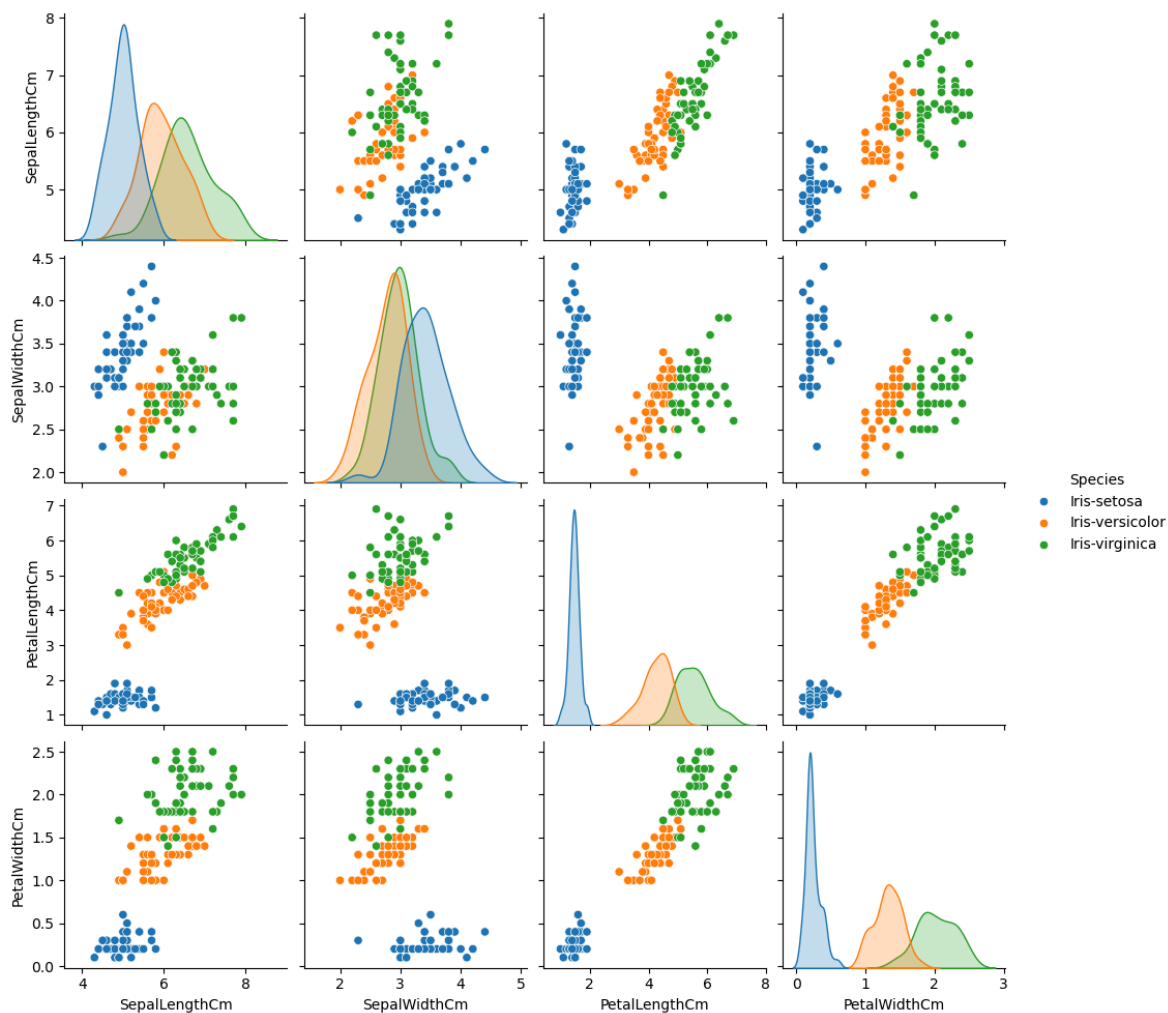 8
7
6
5
SepalLengthCm
4.5
4.0
3.5
3.0
2.5
2.0
SepalWidthCm
Species
Iris-setosa
Iris-versicolor
Iris-virginica
7
6
5
4
3
2
1
PetalLengthCm
2.5
2.0
1.5
1.0
0.5
0.0
PetalWidthCm
4 6 8
2 3 4 5
0 2 4 6 8
0 1 2 3
SepalLengthCm
SepalWidthCm
PetalLengthCm
PetalWidthCm